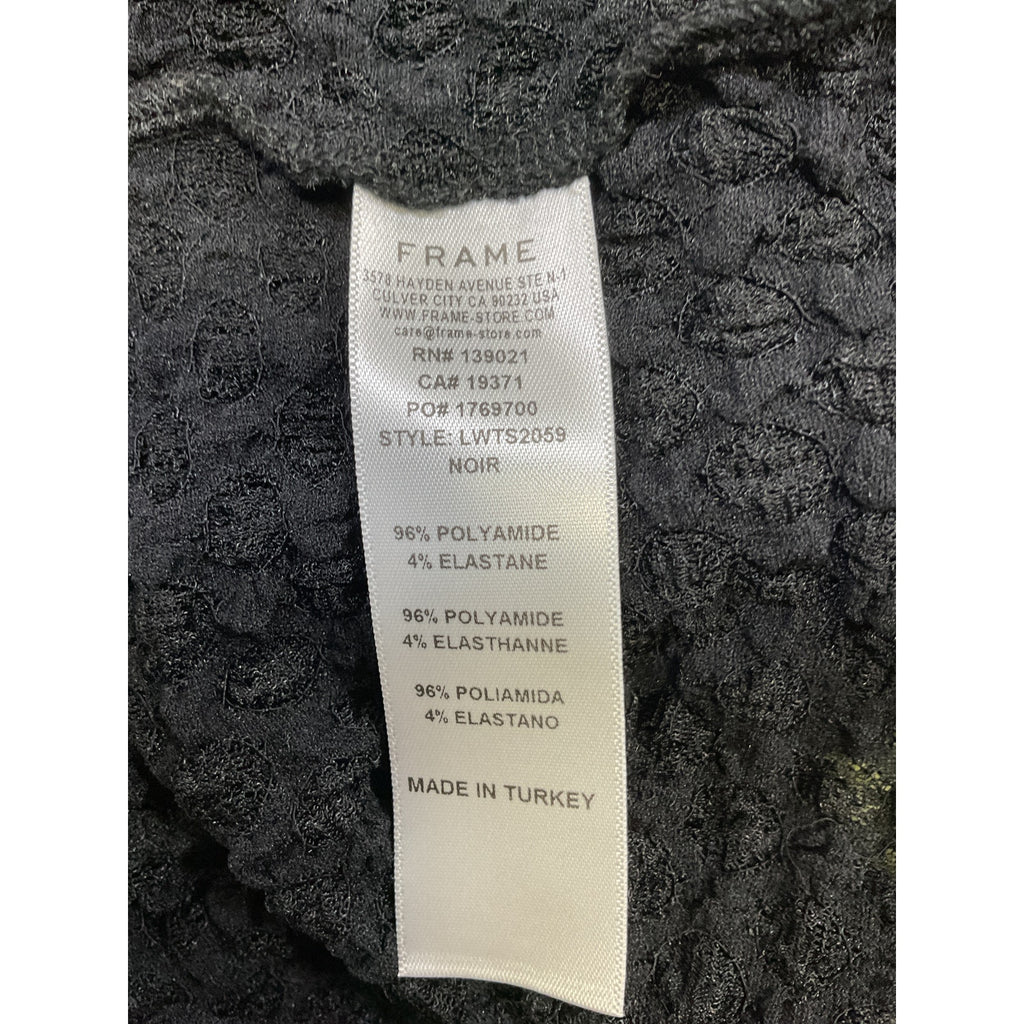 FRAME
3578 HAYDEN AVENUE STE N-1
CULVER CITY CA 90232 USA
WWW.FRAME-STORE.COM
care@frame-store.com
RN# 139021
CA# 19371
PO# 1769700
STYLE: LWTS2059
NOIR
96% POLYAMIDE
4% ELASTANE
96% POLYAMIDE
4% ELASTHANNE
96% POLIAMIDA
4% ELASTANO
MADE IN TURKEY